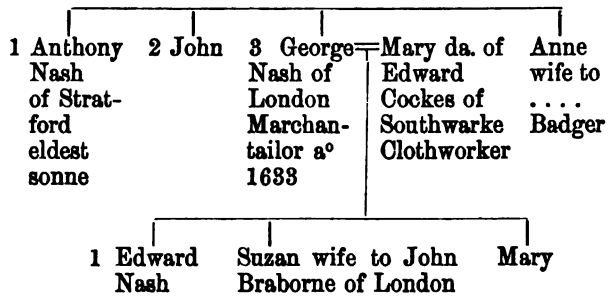 1 Anthony
Nash
of Strat-
ford
eldest
sonne
2 John
3 George
Nash of
London
Marchan-
tailor aº
1633
Mary da. of
Edward
Cockes of
Southwarke
Clothworker
Anne
wife to
. . . .
Badger
1 Edward
Nash
Suzan wife to John
Braborne of London
Mary